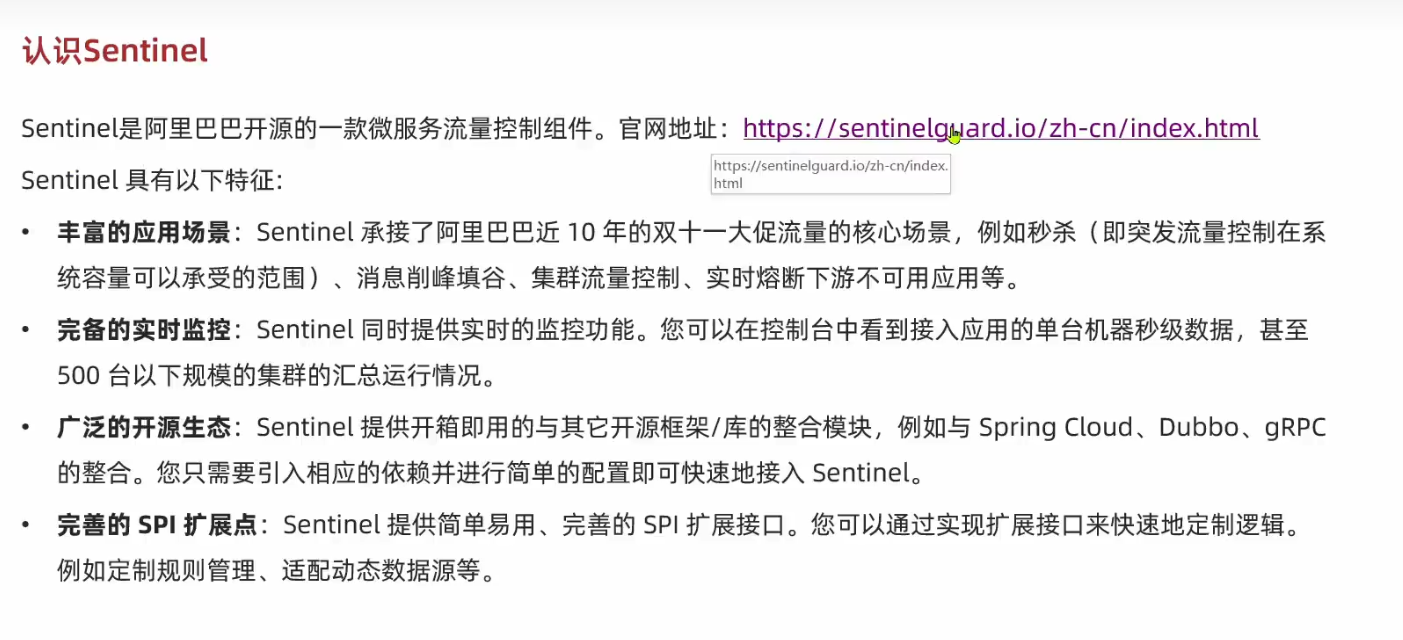 认识Sentinel
Sentinel是阿里巴巴开源的一款微服务流量控制组件。官网地址：https://sentinelguard.io/zh-cn/index.html
https://sentinelguard.io/zh-cn/index.
html
Sentinel 具有以下特征:
• 丰富的应用场景：Sentinel 承接了阿里巴巴近 10 年的双十一大促流量的核心场景，例如秒杀（即突发流量控制在系
统容量可以承受的范围）、消息削峰填谷、集群流量控制、实时熔断下游不可用应用等。
• 完备的实时监控：Sentinel 同时提供实时的监控功能。您可以在控制台中看到接入应用的单台机器秒级数据，甚至
500 台以下规模的集群的汇总运行情况。
• 广泛的开源生态：Sentinel 提供开箱即用的与其它开源框架/库的整合模块，例如与 Spring Cloud、Dubbo、gRPC
的整合。您只需要引入相应的依赖并进行简单的配置即可快速地接入 Sentinel。
• 完善的 SPI 扩展点：Sentinel 提供简单易用、完善的 SPI 扩展接口。您可以通过实现扩展接口来快速地定制逻辑。
例如定制规则管理、适配动态数据源等。